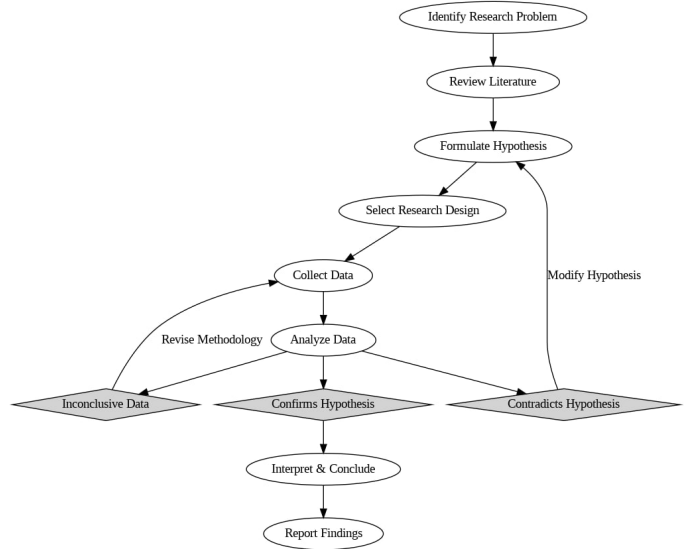 Identify Research Problem
Review Literature
Formulate Hypothesis
Select Research Design
Collect Data
Modify Hypothesis
Revise Methodology
Analyze Data
Inconclusive Data
Confirms Hypothesis
Contradicts Hypothesis
Interpret & Conclude
Report Findings